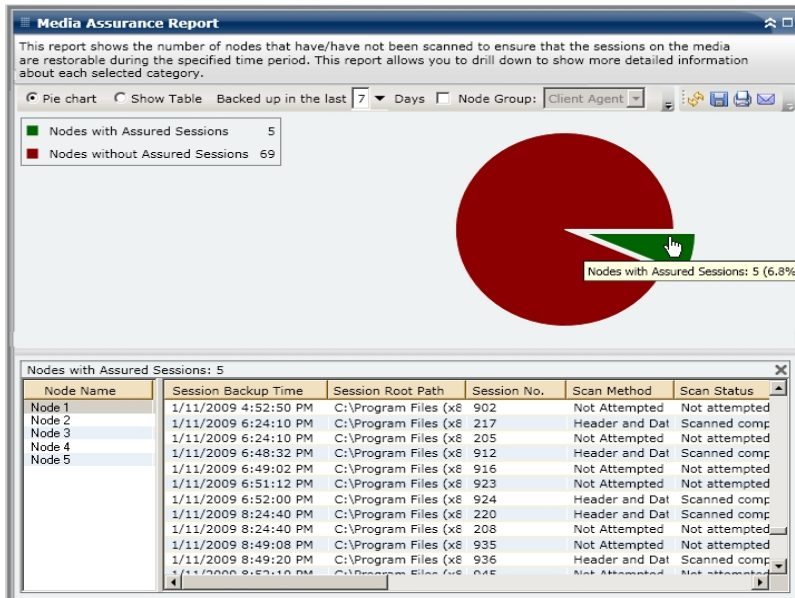 Media Assurance Report
This report shows the number of nodes that have/have not been scanned to ensure that the sessions on the media
are restorable during the specified time period. This report allows you to drill down to show more detailed information
about each selected category.
Pie chart Show Table Backed up in the last 7 Days Node Group: Client Agent
Nodes with Assured Sessions 5
Nodes without Assured Sessions 69
Nodes with Assured Sessions: 5 (6.8%
Nodes with Assured Sessions: 5
Node Name
Node 1
Node 2
Node 3
Node 4
Node 5
Session Backup Time Session Root Path Session No. Scan Method Scan Status
1/11/2009 4:52:50 PM C:\Program Files (x8 902 Not Attempted Not attempted
1/11/2009 6:24:10 PM C:\Program Files (x8 217 Header and Dat Scanned comp
1/11/2009 6:24:10 PM C:\Program Files (x8 205 Not Attempted Not attempted
1/11/2009 6:48:32 PM C:\Program Files (x8 912 Header and Dat Scanned comp
1/11/2009 6:49:02 PM C:\Program Files (x8 916 Not Attempted Not attempted
1/11/2009 6:51:12 PM C:\Program Files (x8 923 Not Attempted Not attempted
1/11/2009 6:52:00 PM C:\Program Files (x8 924 Header and Dat Scanned comp
1/11/2009 8:24:40 PM C:\Program Files (x8 220 Header and Dat Scanned comp
1/11/2009 8:24:40 PM C:\Program Files (x8 208 Not Attempted Not attempted
1/11/2009 8:49:08 PM C:\Program Files (x8 935 Not Attempted Not attempted
1/11/2009 8:49:20 PM C:\Program Files (x8 936 Header and Dat Scanned comp